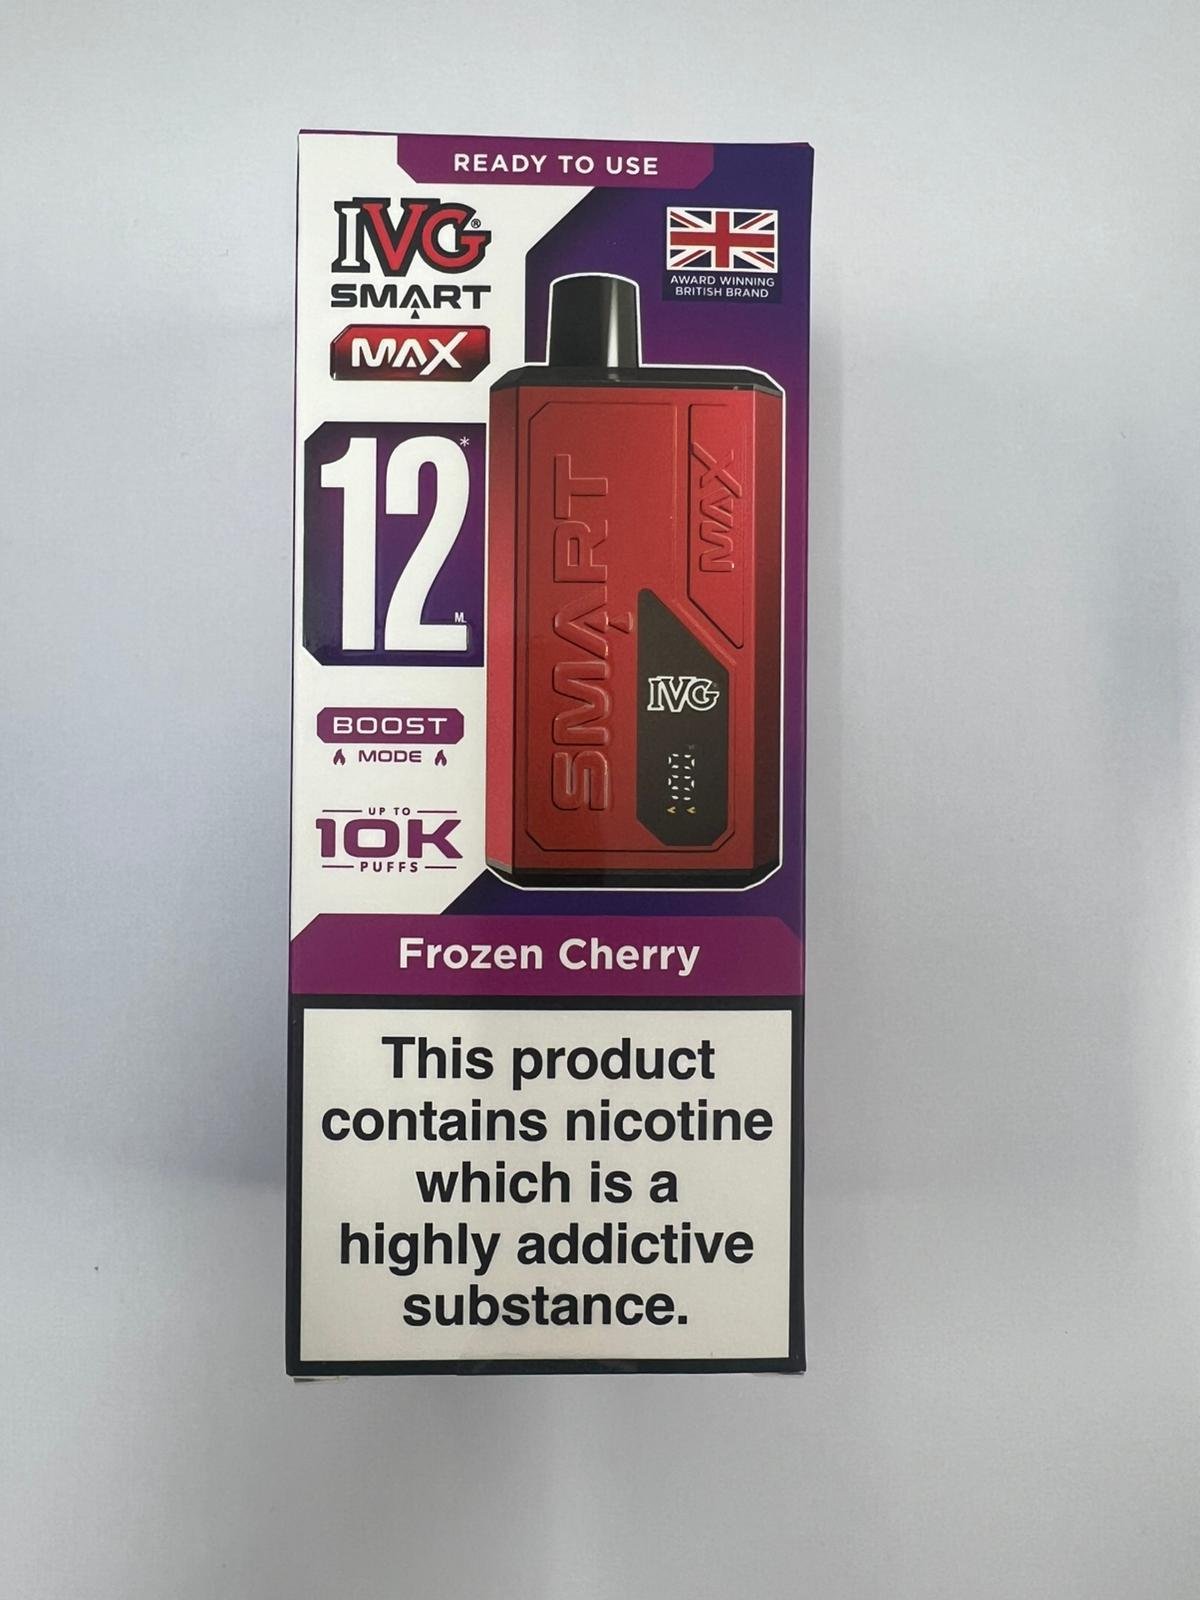 READY TO USE
IVG®
SMART
MAX
AWARD WINNING
BRITISH BRAND
12*
M
SMART
MAX
IVG
100
BOOST
MODE
UP TO
10K
PUFFS
Frozen Cherry
This product
contains nicotine
which is a
highly addictive
substance.